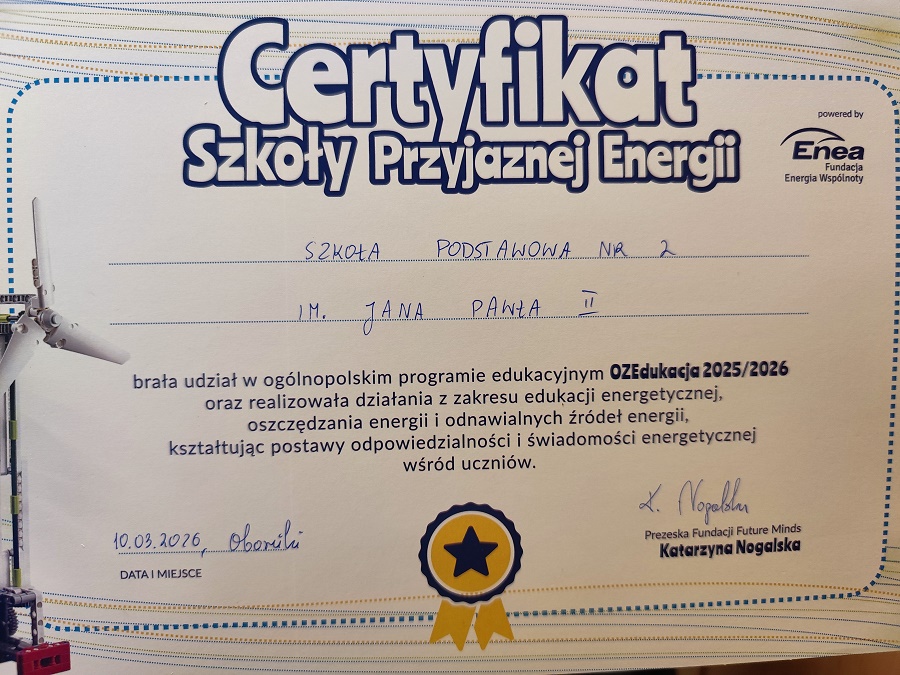 Certyfikat
Szkoły Przyjaznej Energii
powered by
Enea
Fundacja
Energia Wspólnoty
SZKOŁA PODSTAWOWA NR 2
IM. JANA PAWŁA II
brała udział w ogólnopolskim programie edukacyjnym OZEdukacja 2025/2026
oraz realizowała działania z zakresu edukacji energetycznej,
oszczędzania energii i odnawialnych źródeł energii,
kształtując postawy odpowiedzialności i świadomości energetycznej
wśród uczniów.
K. Nogalska
Prezeska Fundacji Future Minds
Katarzyna Nogalska
10.03.2026, Oborniki
DATA I MIEJSCE